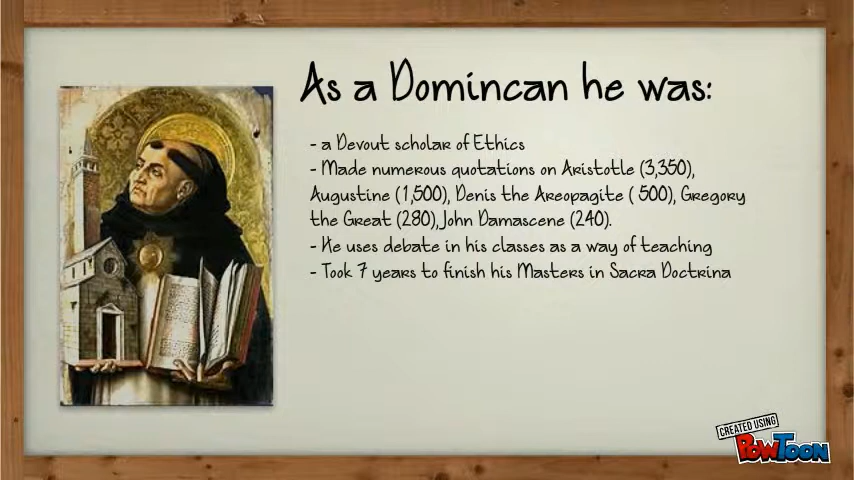 As a Domincan he was:
- a Devout scholar of Ethics
- Made numerous quotations on Aristotle (3,350),
Augustine (1,500), Denis the Areopagite ( 500), Gregory
the Great (280),John Damascene (240).
- He uses debate in his classes as a way of teaching
- Took 7 years to finish his Masters in Sacra Doctrina
CREATED USING
POWTOON